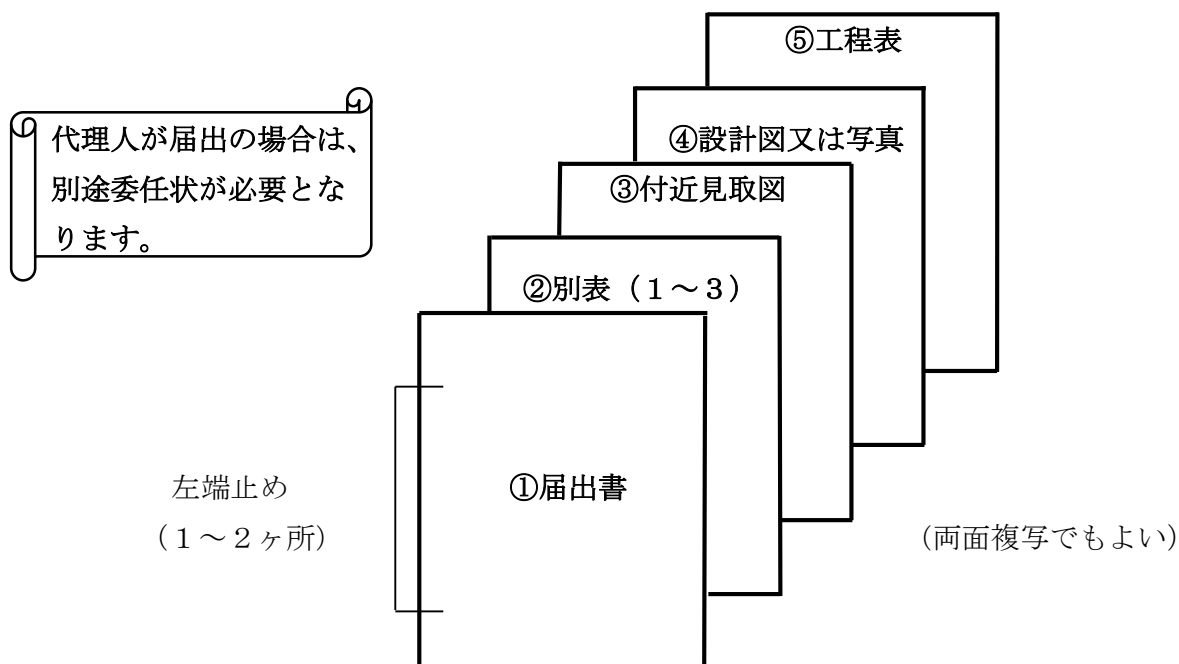 ⑤工程表
代理人が届出の場合は、
別途委任状が必要とな
ります。
④設計図又は写真
③付近見取図
②別表（１～３）
①届出書
左端止め
（１～２ヶ所）
（両面複写でもよい）